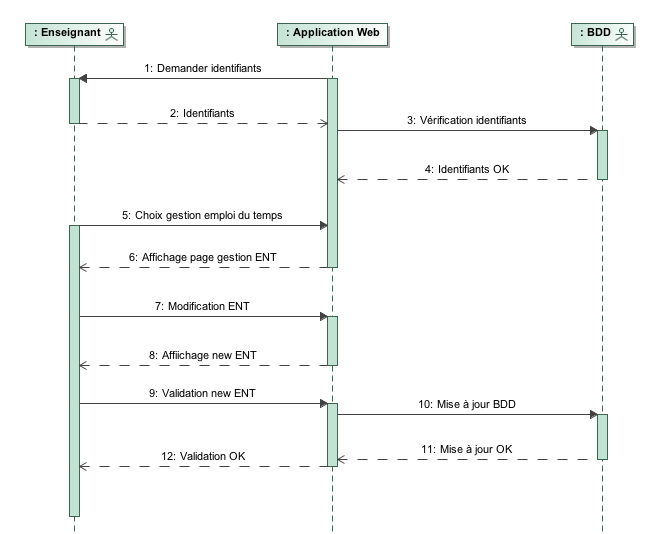 : Enseignant
: Application Web
: BDD
1: Demander identifiants
2: Identifiants
3: Vérification identifiants
4: Identifiants OK
5: Choix gestion emploi du temps
6: Affichage page gestion ENT
7: Modification ENT
8: Affiichage new ENT
9: Validation new ENT
10: Mise à jour BDD
11: Mise à jour OK
12: Validation OK